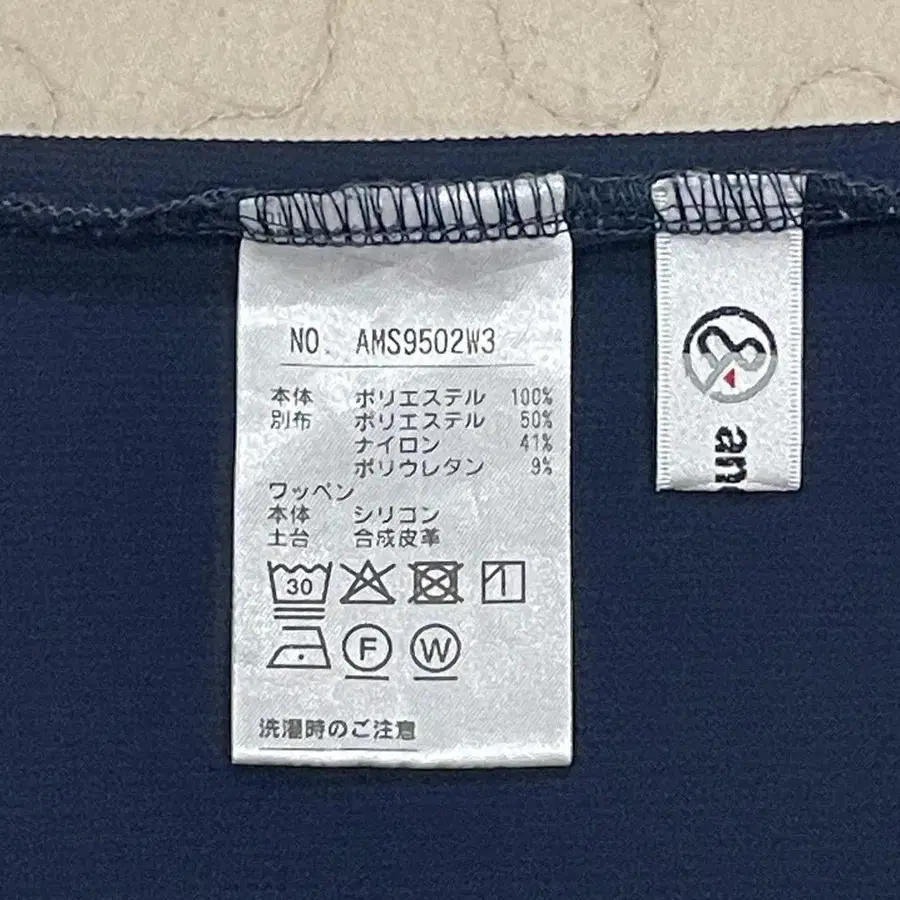 NO. AMS9502W3
本体 ポリエステル 100%
別布 ポリエステル 50%
ナイロン 41%
ポリウレタン 9%
ワッペン
本体 シリコン
土台 合成皮革
30
F W
洗濯時のご注意
an